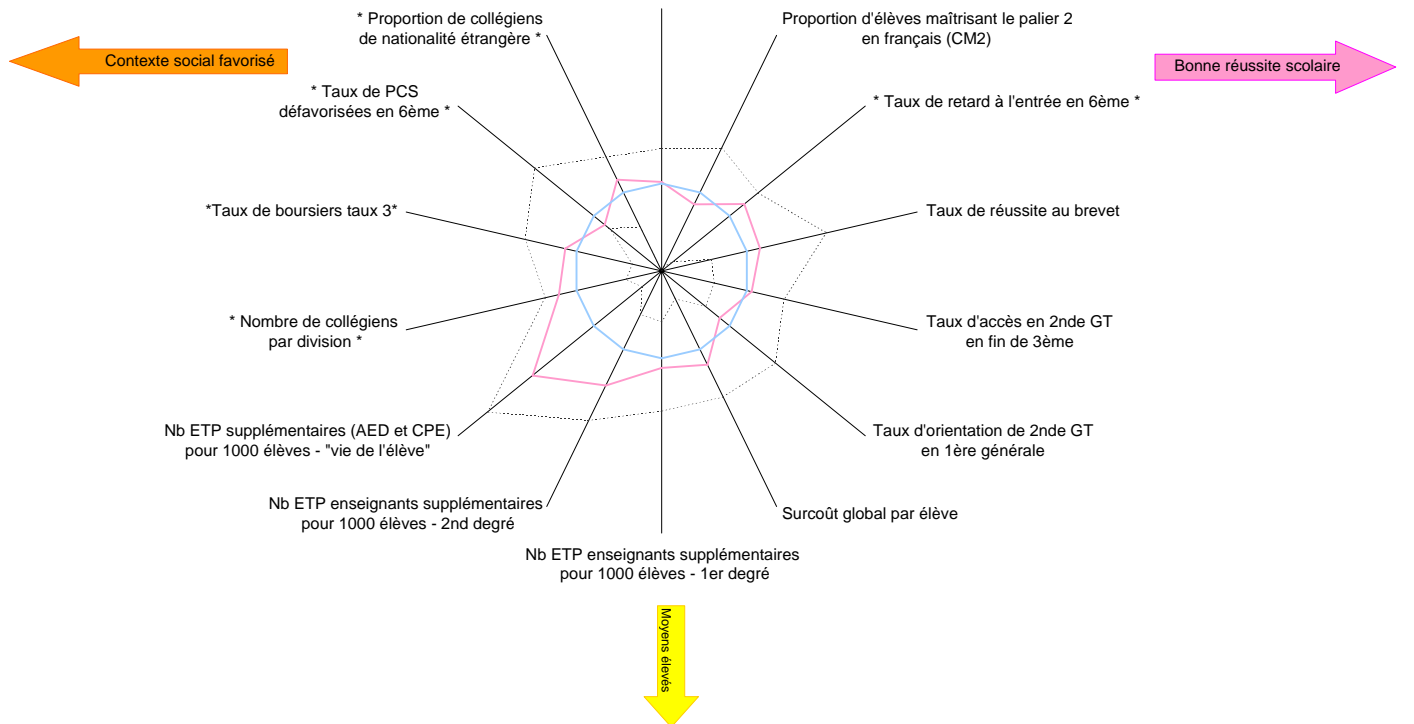 * Proportion de collégiens
de nationalité étrangère *
Proportion d'élèves maîtrisant le palier 2
en français (CM2)
Contexte social favorisé
Bonne réussite scolaire
* Taux de PCS
défavorisées en 6ème *
* Taux de retard à l'entrée en 6ème *
*Taux de boursiers taux 3*
Taux de réussite au brevet
* Nombre de collégiens
par division *
Taux d'accès en 2nde GT
en fin de 3ème
Nb ETP supplémentaires (AED et CPE)
pour 1000 élèves - "vie de l'élève"
Taux d'orientation de 2nde GT
en 1ère générale
Nb ETP enseignants supplémentaires
pour 1000 élèves - 2nd degré
Surcoût global par élève
Nb ETP enseignants supplémentaires
pour 1000 élèves - 1er degré
Moyens élevés